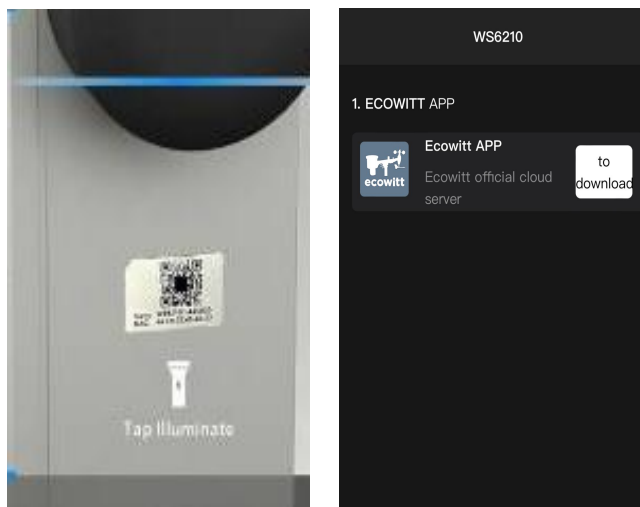 Tap Illuminate
WS6210
1. ECOWITT APP
ecowitt
Ecowitt APP
Ecowitt official cloud
server
to
download